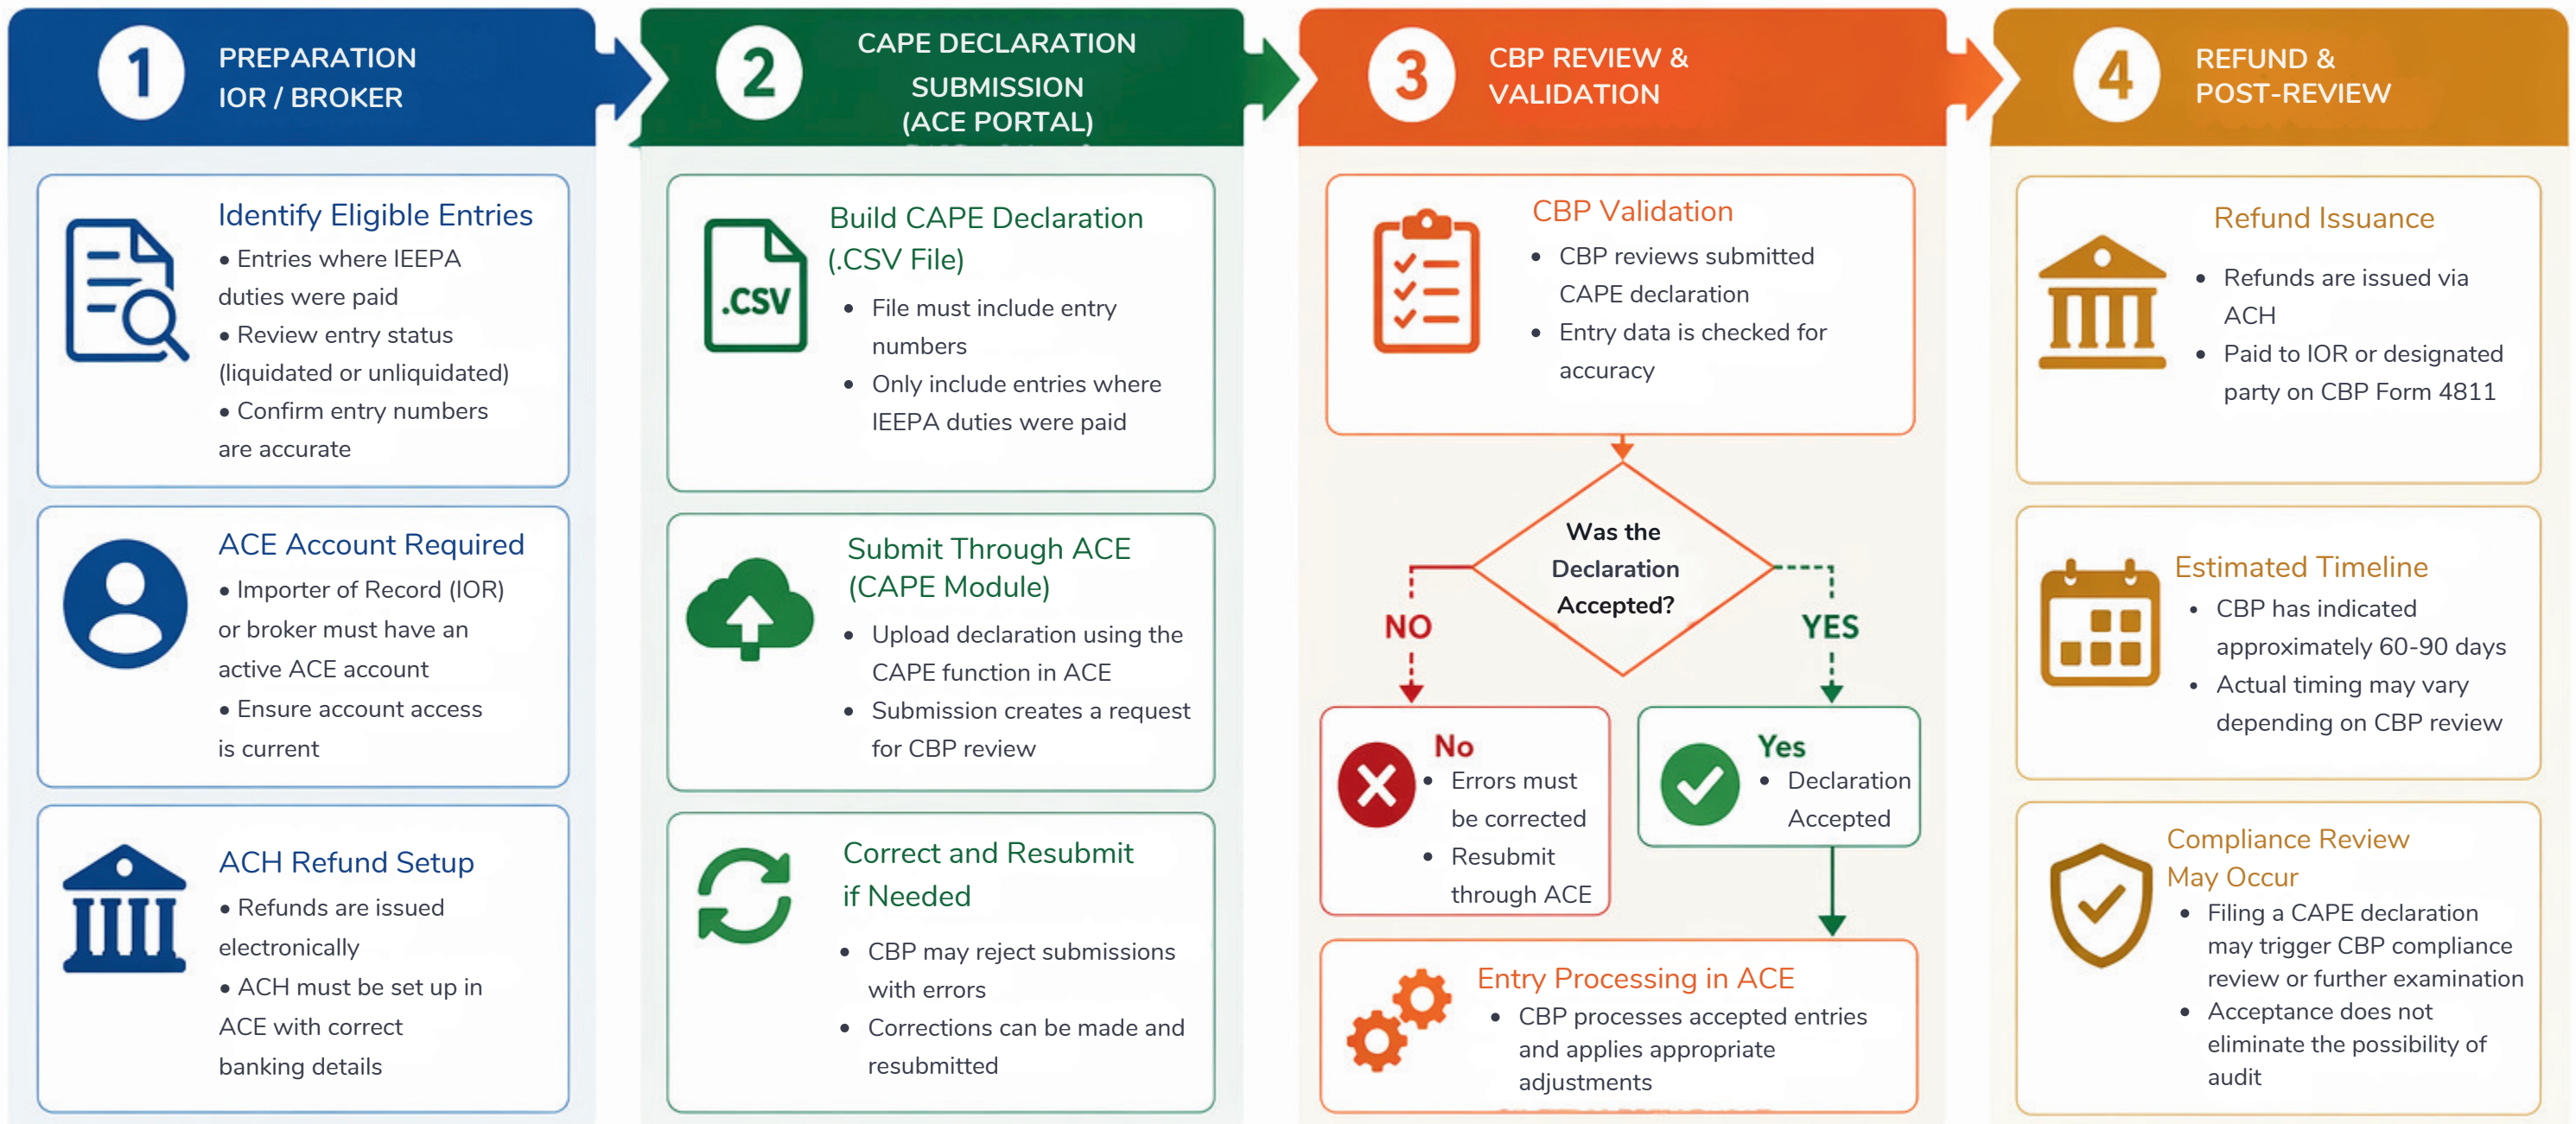 1
PREPARATION
IOR / BROKER
Identify Eligible Entries
• Entries where IEEPA
duties were paid
• Review entry status
(liquidated or unliquidated)
• Confirm entry numbers
are accurate
ACE Account Required
• Importer of Record (IOR)
or broker must have an
active ACE account
• Ensure account access
is current
ACH Refund Setup
• Refunds are issued
electronically
• ACH must be set up in
ACE with correct
banking details
2
CAPE DECLARATION
SUBMISSION
(ACE PORTAL)
.CSV
Build CAPE Declaration
(.CSV File)
• File must include entry
numbers
• Only include entries where
IEEPA duties were paid
Submit Through ACE
(CAPE Module)
• Upload declaration using the
CAPE function in ACE
• Submission creates a request
for CBP review
Correct and Resubmit
if Needed
• CBP may reject submissions
with errors
• Corrections can be made and
resubmitted
3
CBP REVIEW &
VALIDATION
CBP Validation
• CBP reviews submitted
CAPE declaration
• Entry data is checked for
accuracy
Was the
Declaration
Accepted?
NO
YES
No
• Errors must
be corrected
• Resubmit
through ACE
Yes
• Declaration
Accepted
Entry Processing in ACE
• CBP processes accepted entries
and applies appropriate
adjustments
4
REFUND &
POST-REVIEW
Refund Issuance
• Refunds are issued via
ACH
• Paid to IOR or designated
party on CBP Form 4811
Estimated Timeline
• CBP has indicated
approximately 60-90 days
• Actual timing may vary
depending on CBP review
Compliance Review
May Occur
• Filing a CAPE declaration
may trigger CBP compliance
review or further examination
• Acceptance does not
eliminate the possibility of
audit